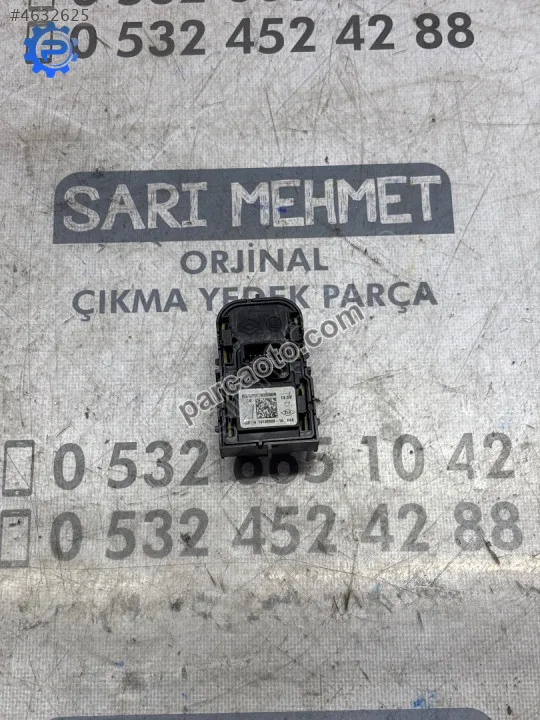 #4632625
0 532 452 42 88
SARI MEHMET
ORJİNAL
ÇIKMA YEDEK PARÇA
parcaoto.com
0 532 665 10 42
0 532 452 42 88